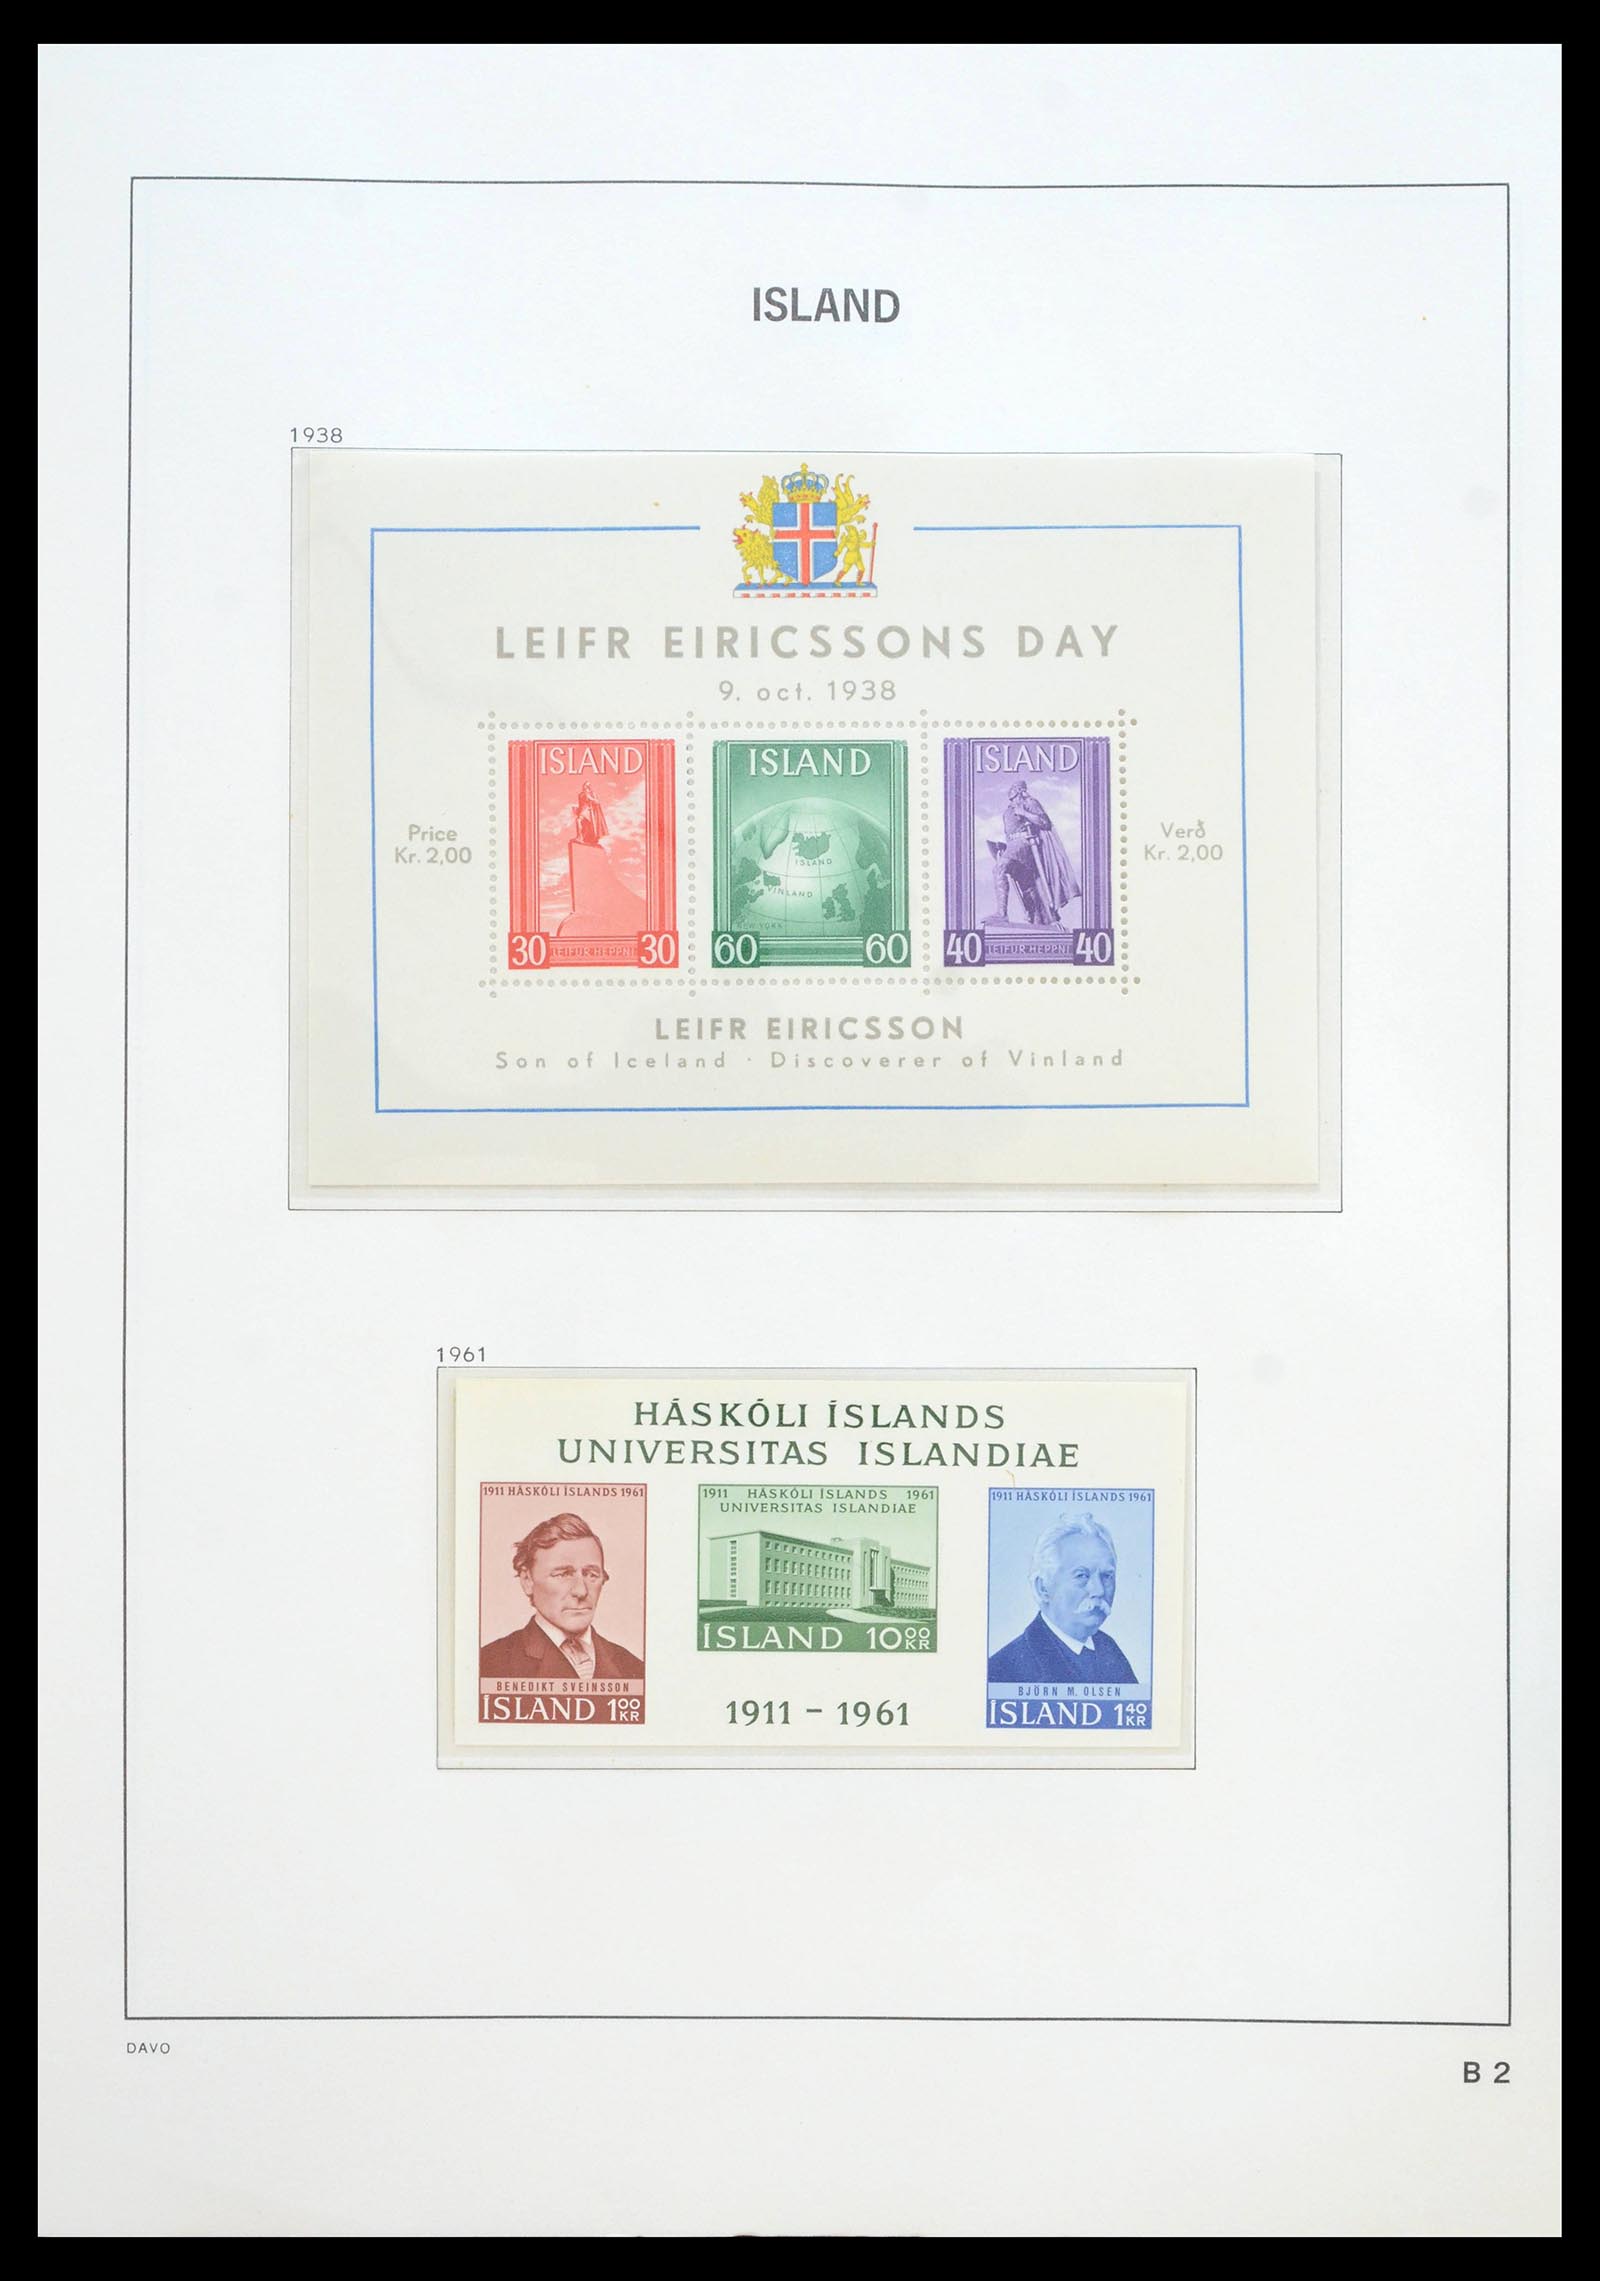 ISLAND
1938
LEIFR EIRICSSONS DAY
9. oct. 1938
Price
Kr. 2,00
ISLAND
30 LEIFUR HEPPNI 30
ISLAND
ISLAND
VINLAND
NEW YORK
60 60
ISLAND
40 LEIFUR HEPPNI 40
Verð
Kr. 2,00
LEIFR EIRICSSON
Son of Iceland · Discoverer of Vinland
1961
HÁSKÓLI ÍSLANDS
UNIVERSITAS ISLANDIAE
1911 HÁSKÓLI ÍSLANDS 1961
BENEDIKT SVEINSSON
ÍSLAND 1 00 KR
1911 HÁSKÓLI ÍSLANDS 1961
UNIVERSITAS ISLANDIAE
ÍSLAND 10 00 KR
1911 HÁSKÓLI ÍSLANDS 1961
BJÖRN M. OLSEN
ÍSLAND 1 40 KR
1911 – 1961
DAVO
B 2